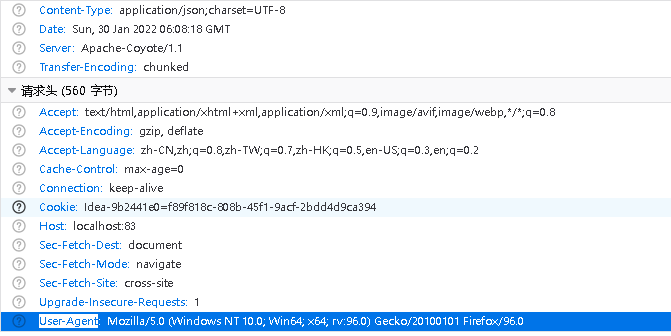 Content-Type: application/json;charset=UTF-8
Date: Sun, 30 Jan 2022 06:08:18 GMT
Server: Apache-Coyote/1.1
Transfer-Encoding: chunked
请求头 (560 字节)
Accept: text/html,application/xhtml+xml,application/xml;q=0.9,image/avif,image/webp,*/*;q=0.8
Accept-Encoding: gzip, deflate
Accept-Language: zh-CN,zh;q=0.8,zh-TW;q=0.7,zh-HK;q=0.5,en-US;q=0.3,en;q=0.2
Cache-Control: max-age=0
Connection: keep-alive
Cookie: Idea-9b2441e0=f89f818c-808b-45f1-9acf-2bdd4d9ca394
Host: localhost:83
Sec-Fetch-Dest: document
Sec-Fetch-Mode: navigate
Sec-Fetch-Site: cross-site
Upgrade-Insecure-Requests: 1
User-Agent: Mozilla/5.0 (Windows NT 10.0; Win64; x64; rv:96.0) Gecko/20100101 Firefox/96.0